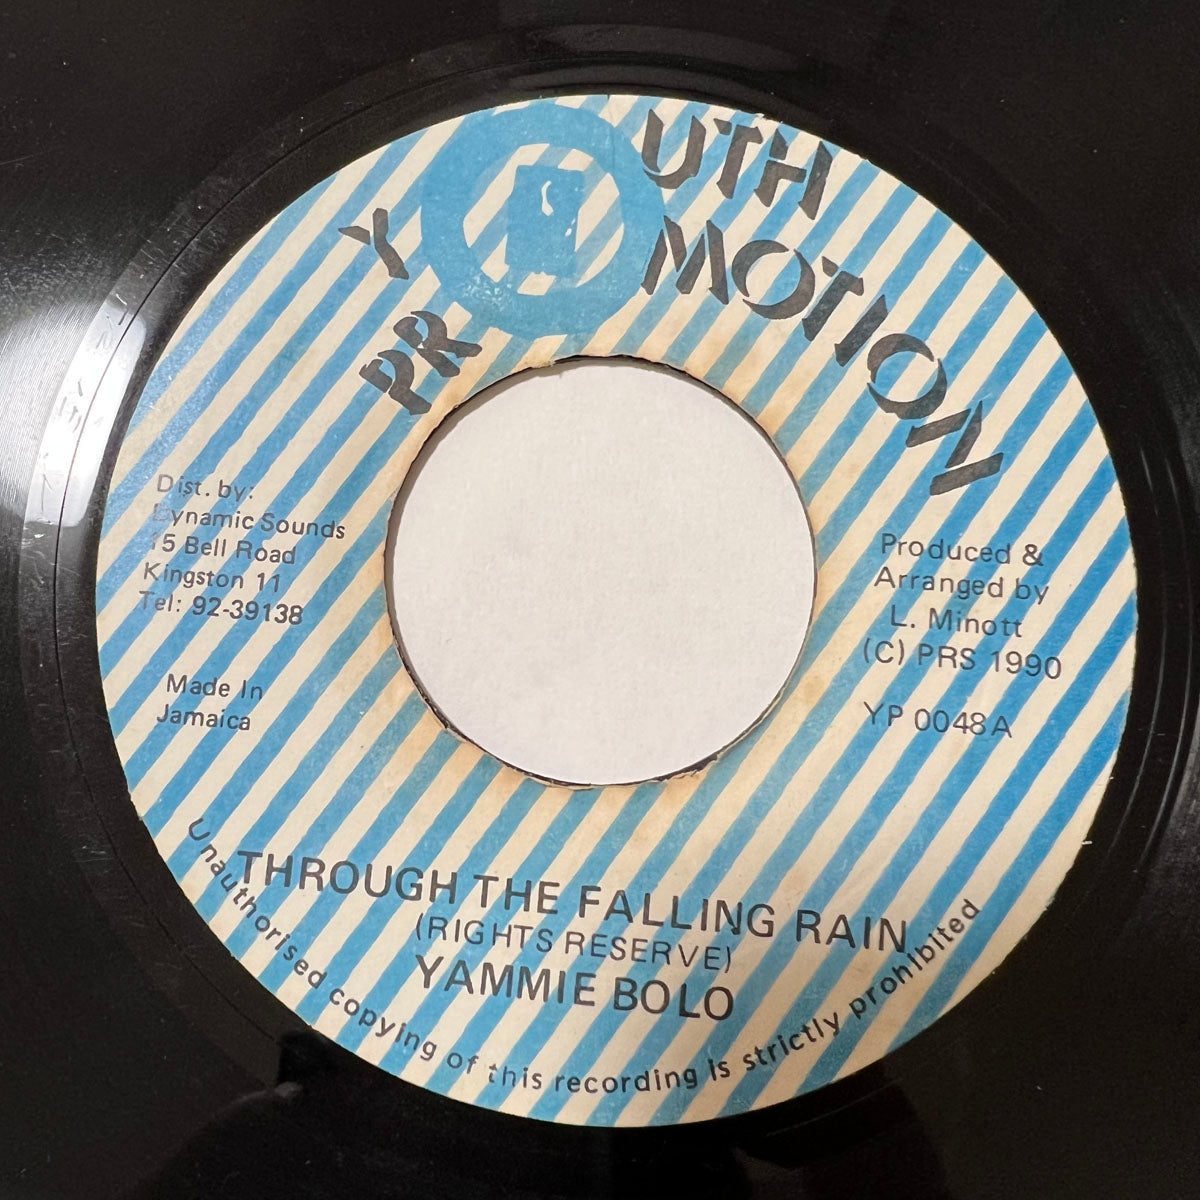 YOUTH
PROMOTION
Dist. by:
Dynamic Sounds
15 Bell Road
Kingston 11
Tel: 92-39138
Made In
Jamaica
Produced &
Arranged by
L. Minott
(C) PRS 1990
YP 0048A
THROUGH THE FALLING RAIN
(RIGHTS RESERVE)
YAMMIE BOLO
Unauthorised copying of this recording is strictly prohibited